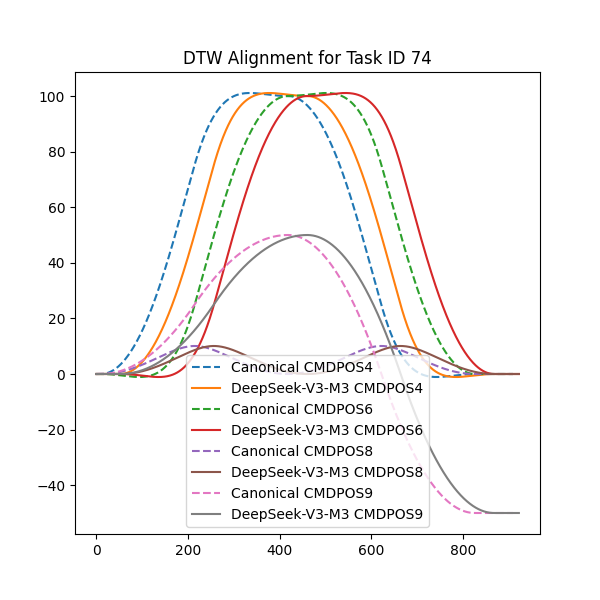 DTW Alignment for Task ID 74
100
80
60
40
20
0
−20
−40
Canonical CMDPOS4
DeepSeek-V3-M3 CMDPOS4
Canonical CMDPOS6
DeepSeek-V3-M3 CMDPOS6
Canonical CMDPOS8
DeepSeek-V3-M3 CMDPOS8
Canonical CMDPOS9
DeepSeek-V3-M3 CMDPOS9
0 200 400 600 800